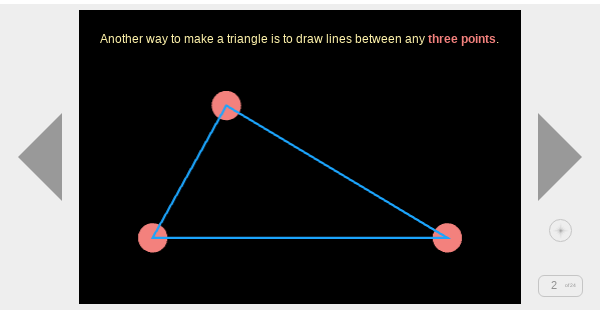 Another way to make a triangle is to draw lines between any three points.
2 of 24